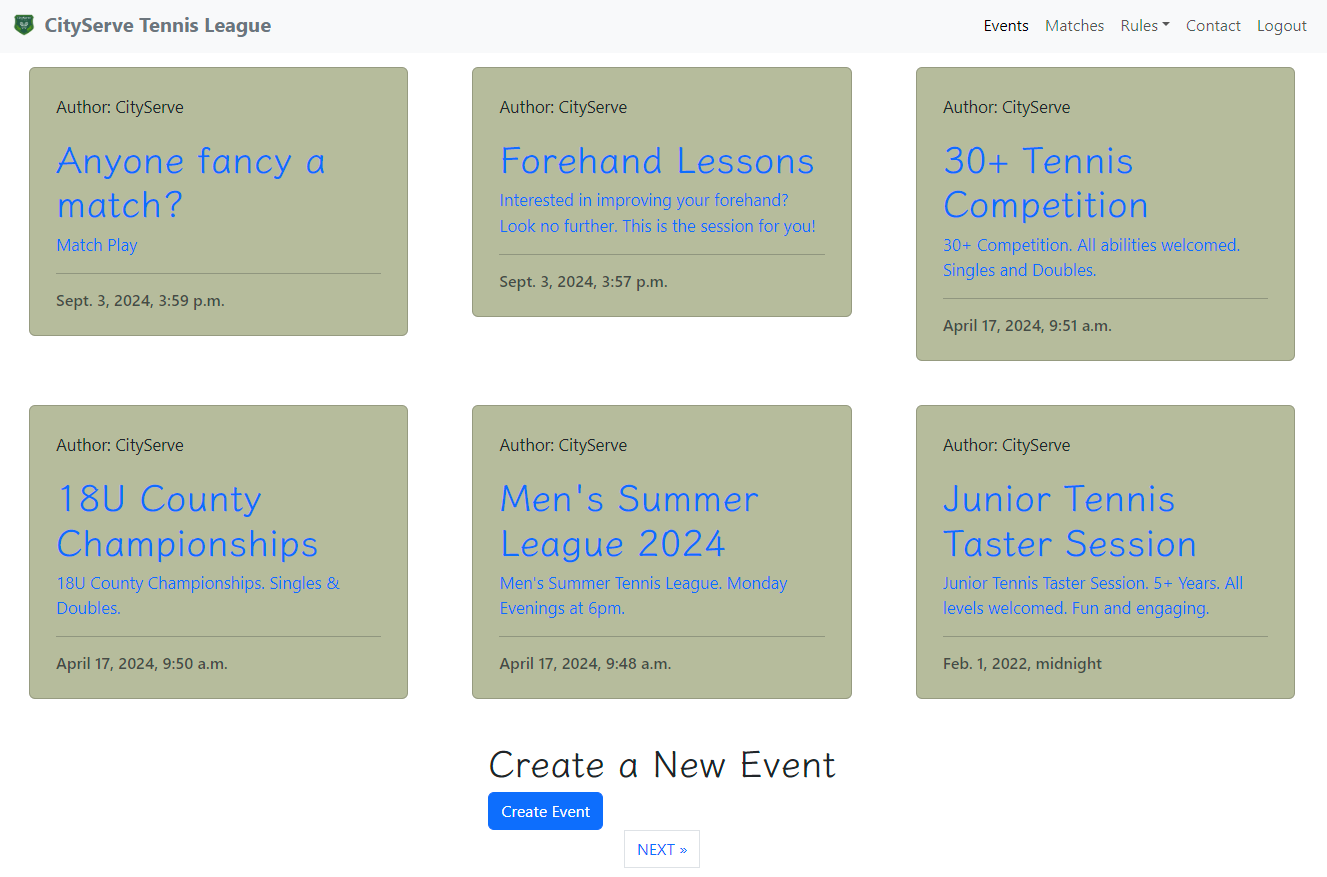 CityServe Tennis League
Events Matches Rules Contact Logout
Author: CityServe
Anyone fancy a
match?
Match Play
Sept. 3, 2024, 3:59 p.m.
Author: CityServe
Forehand Lessons
Interested in improving your forehand?
Look no further. This is the session for you!
Sept. 3, 2024, 3:57 p.m.
Author: CityServe
30+ Tennis
Competition
30+ Competition. All abilities welcomed.
Singles and Doubles.
April 17, 2024, 9:51 a.m.
Author: CityServe
18U County
Championships
18U County Championships. Singles &
Doubles.
April 17, 2024, 9:50 a.m.
Author: CityServe
Men's Summer
League 2024
Men's Summer Tennis League. Monday
Evenings at 6pm.
April 17, 2024, 9:48 a.m.
Author: CityServe
Junior Tennis
Taster Session
Junior Tennis Taster Session. 5+ Years. All
levels welcomed. Fun and engaging.
Feb. 1, 2022, midnight
Create a New Event
Create Event
NEXT »